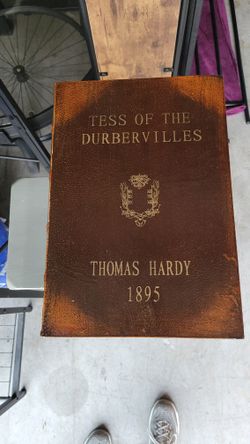 TESS OF THE
DURBERVILLES
THOMAS HARDY
1895